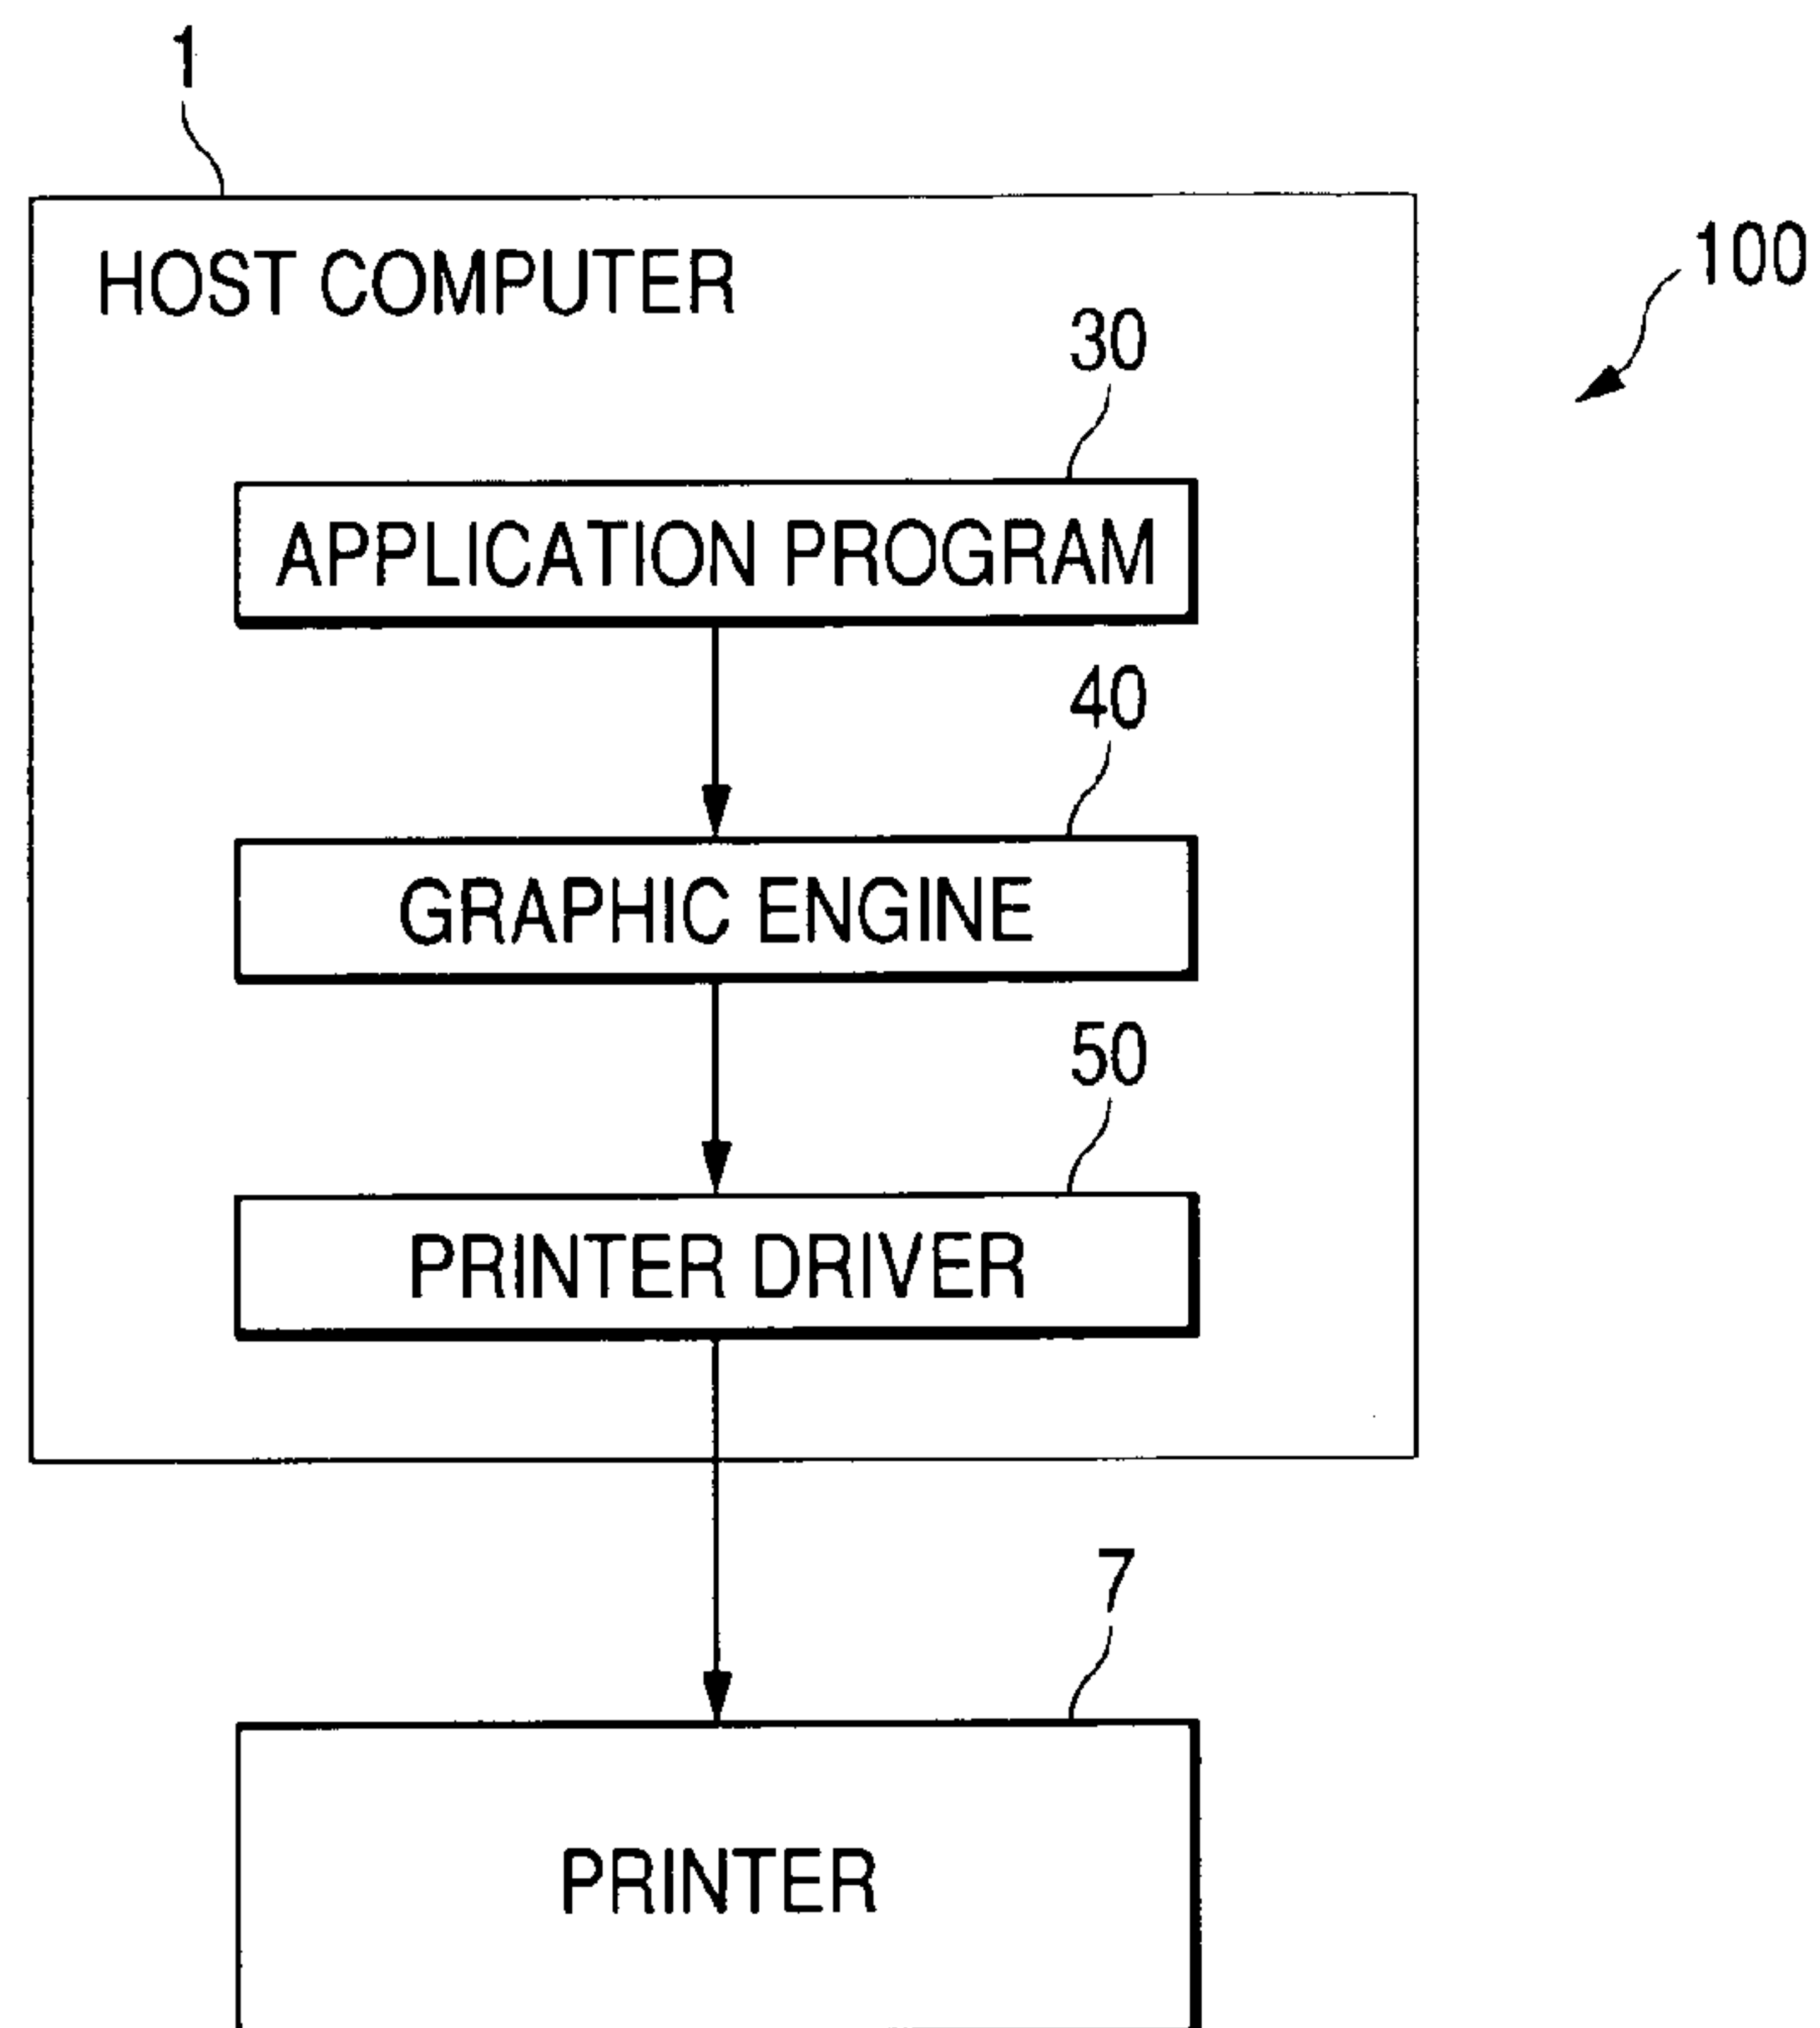 1
HOST COMPUTER
100
30
APPLICATION PROGRAM
40
GRAPHIC ENGINE
50
PRINTER DRIVER
7
PRINTER